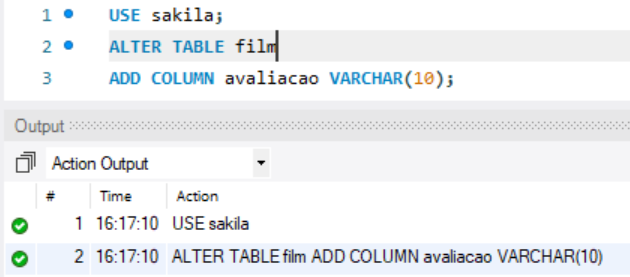 1 USE sakila;
2 ALTER TABLE film
3 ADD COLUMN avaliacao VARCHAR(10);
Output
Action Output
# Time Action
1 16:17:10 USE sakila
2 16:17:10 ALTER TABLE film ADD COLUMN avaliacao VARCHAR(10)